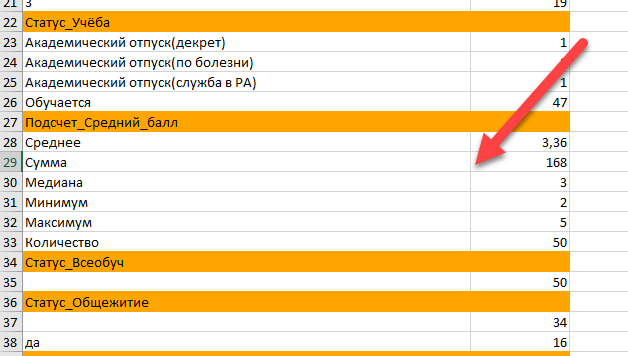 21 3 19
22 Статус_Учёба
23 Академический отпуск(декрет) 1
24 Академический отпуск(по болезни)
25 Академический отпуск(служба в РА) 1
26 Обучается 47
27 Подсчет_Средний_балл
28 Среднее 3,36
29 Сумма 168
30 Медиана 3
31 Минимум 2
32 Максимум 5
33 Количество 50
34 Статус_Всеобуч
35 50
36 Статус_Общежитие
37 34
38 да 16